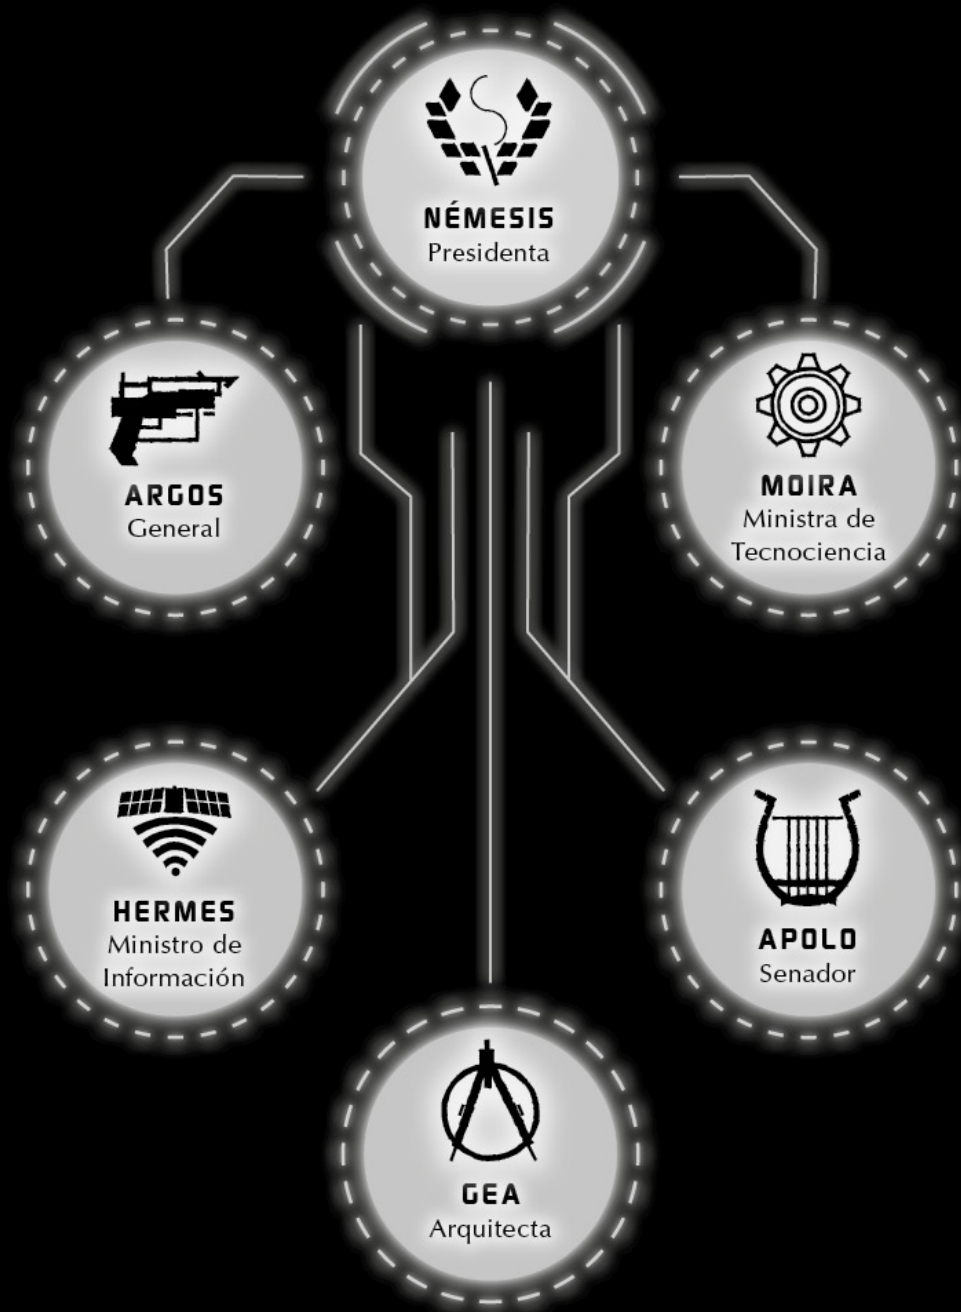 NÉMESIS
Presidenta
ARGOS
General
MOIRA
Ministra de
Tecnociencia
HERMES
Ministro de
Información
APOLO
Senador
GEA
Arquitecta